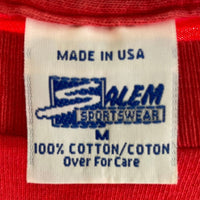 MADE IN USA
SALEM
SPORTSWEAR
M
100% COTTON/COTON
Over For Care